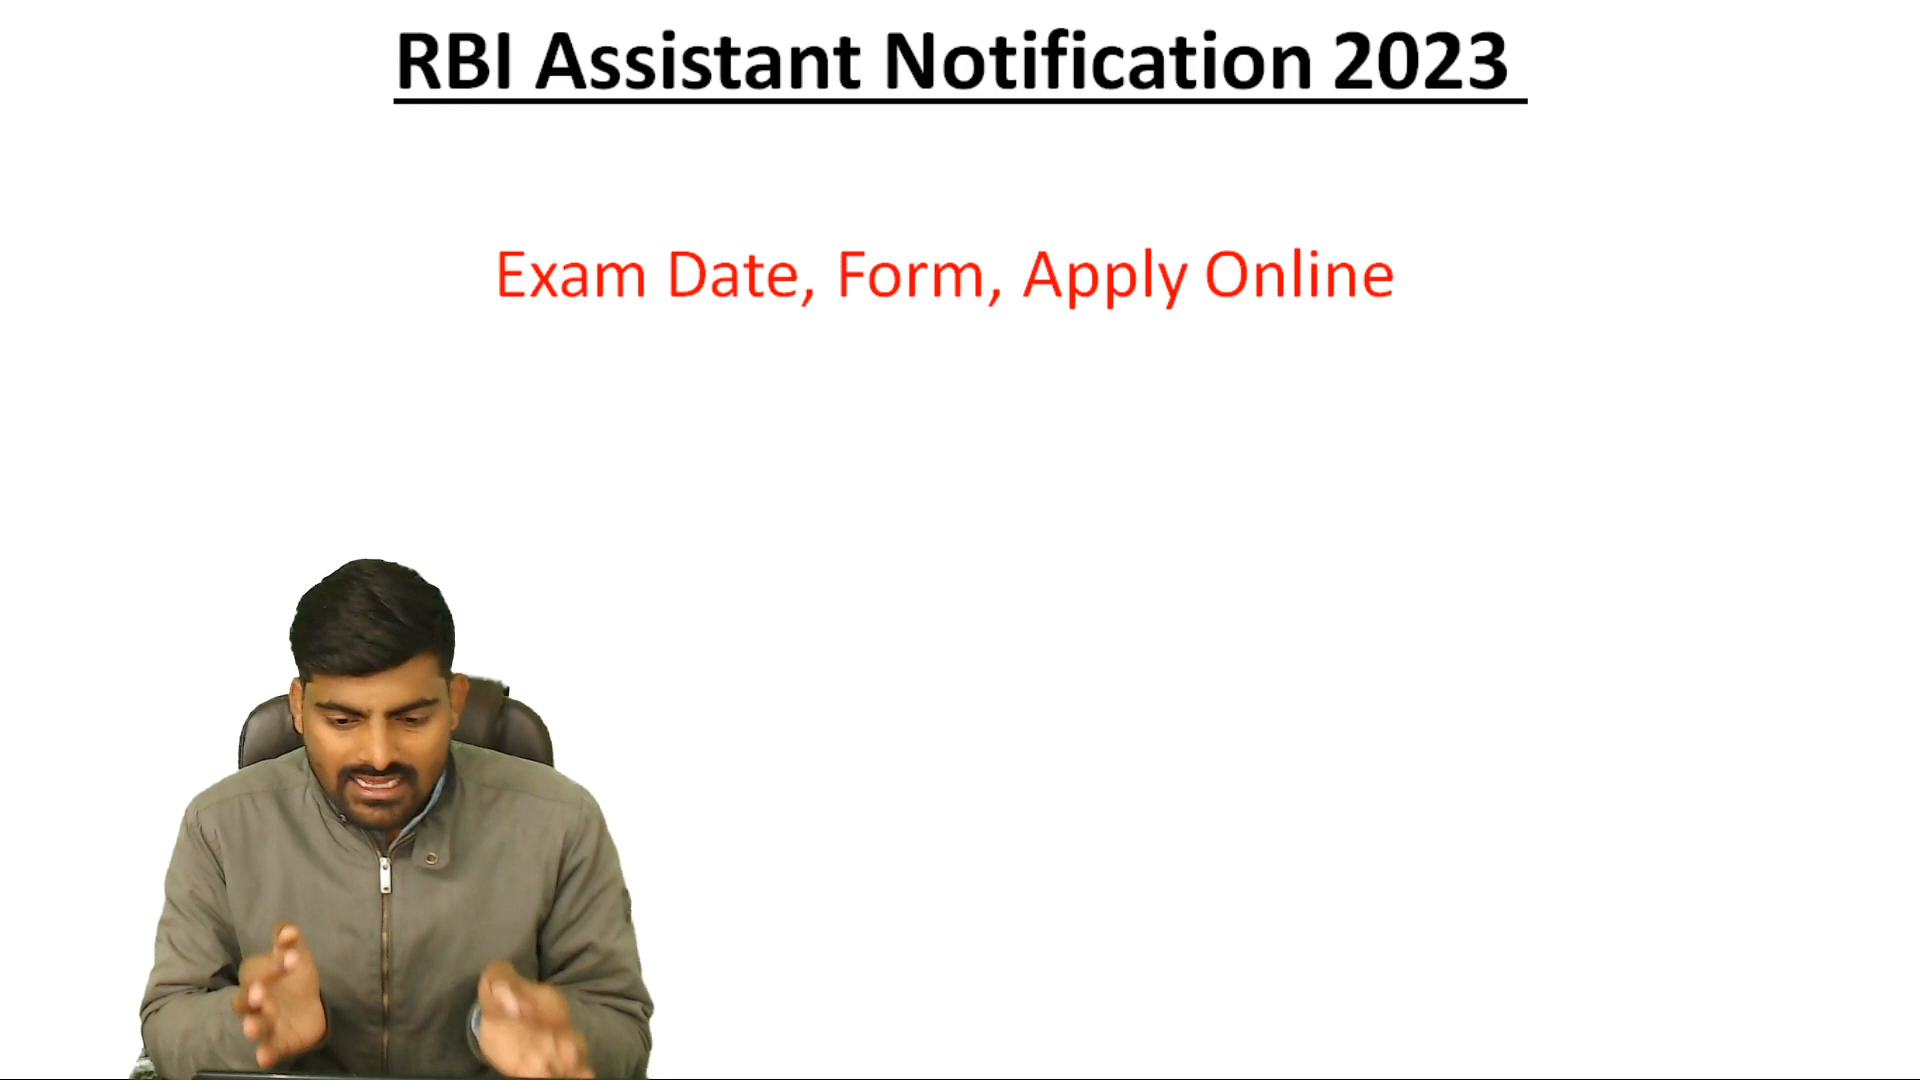 RBI Assistant Notification 2023
Exam Date, Form, Apply Online